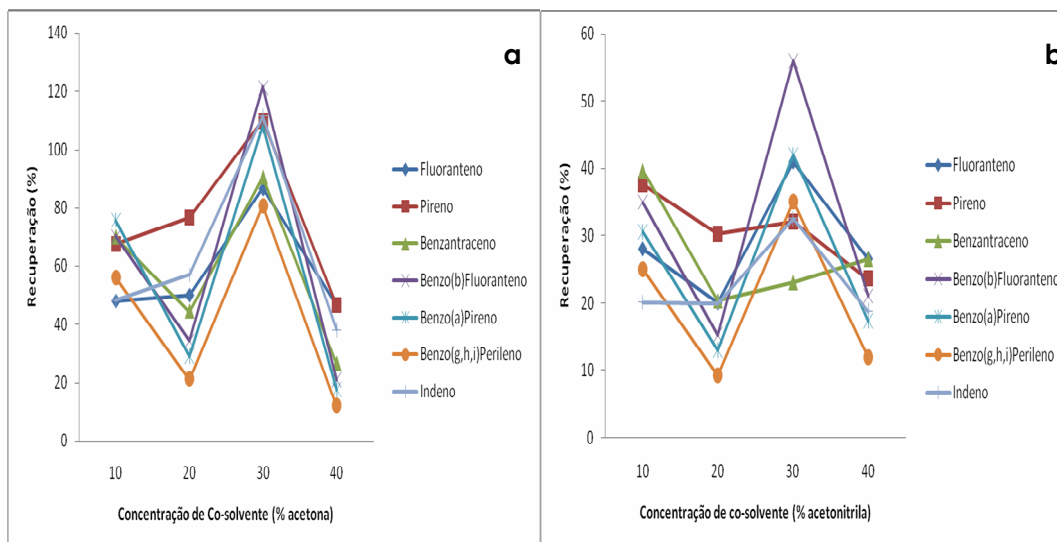 a
140
120
100
80
60
40
20
0
Recuperação (%)
10 20 30 40
Concentração de Co-solvente (% acetona)
Fluoranteno
Pireno
Benzantraceno
Benzo(b)Fluoranteno
Benzo(a)Pireno
Benzo(g,h,i)Perileno
Indeno
b
60
50
40
30
20
10
0
Recuperação (%)
10 20 30 40
Concentração de co-solvente (% acetonitrila)
Fluoranteno
Pireno
Benzantraceno
Benzo(b)Fluoranteno
Benzo(a)Pireno
Benzo(g,h,i)Perileno
Indeno